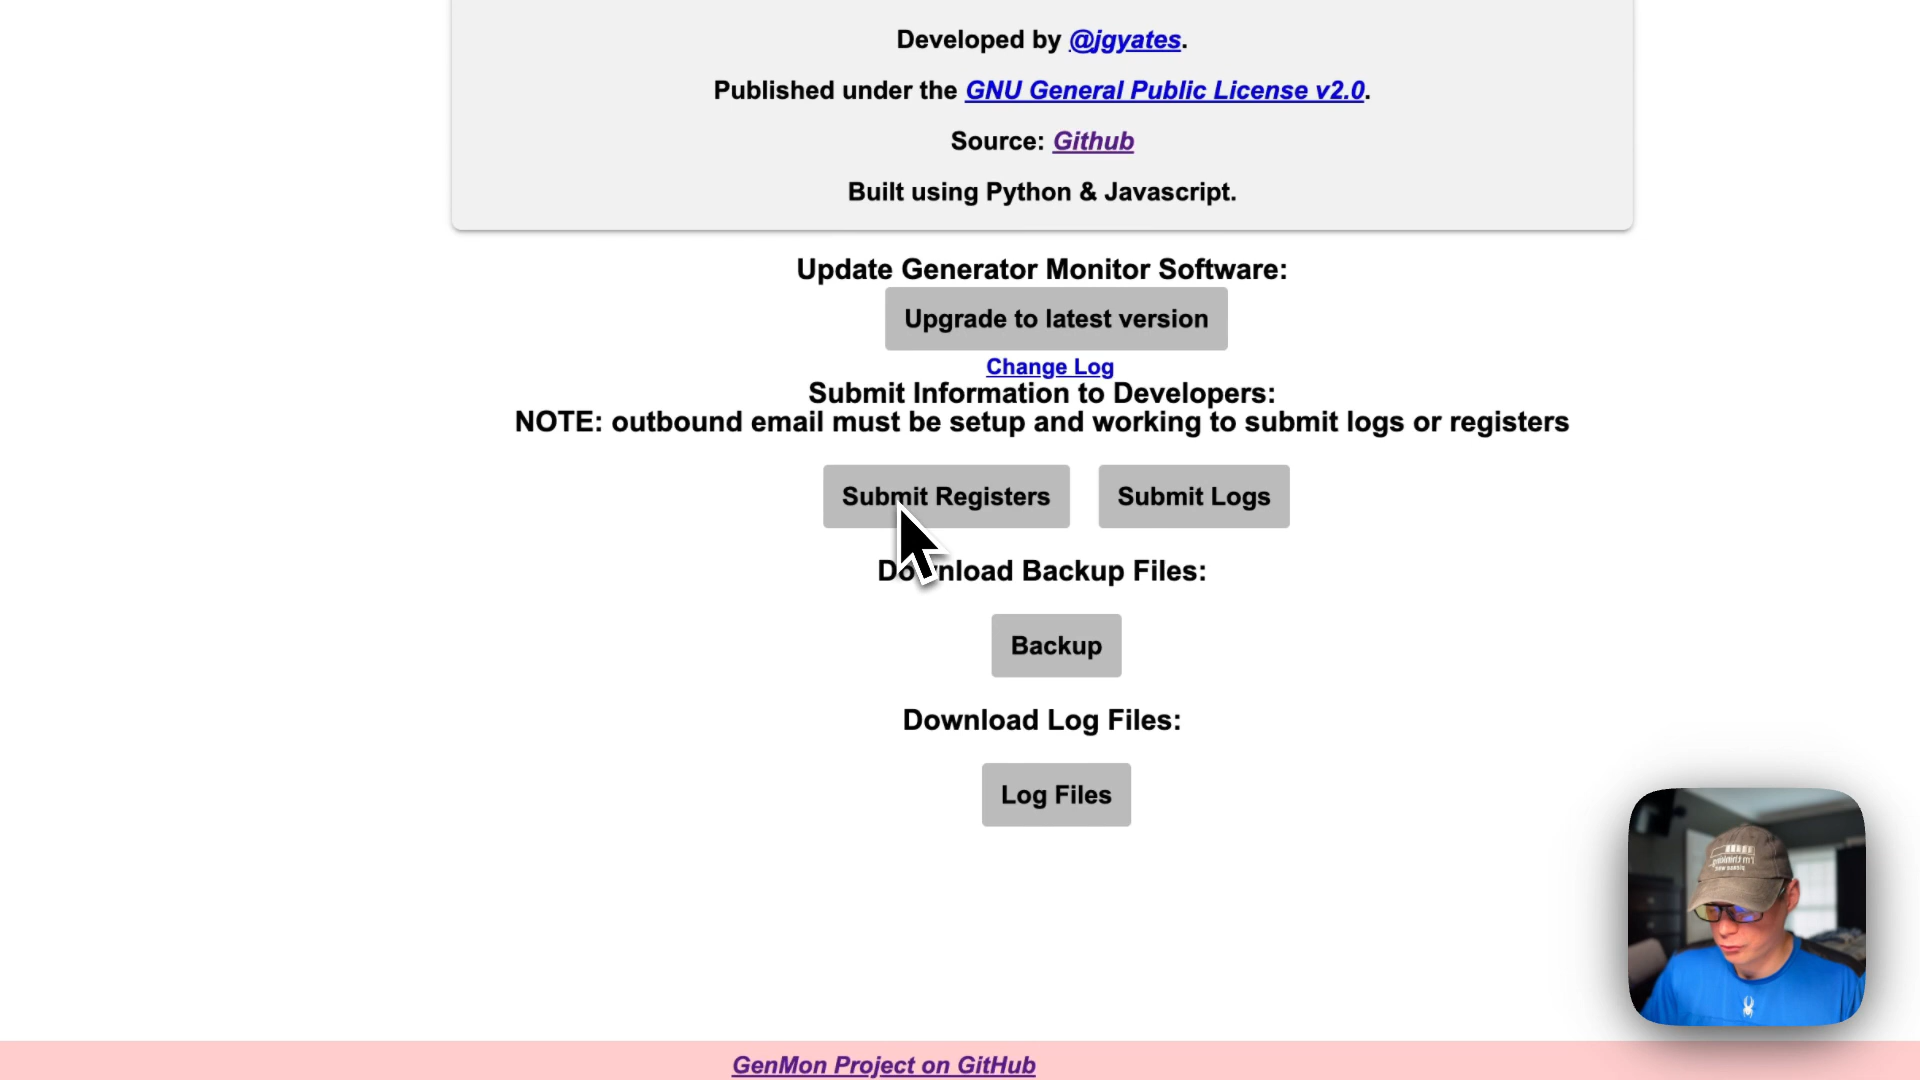 Developed by @jgyates.
Published under the GNU General Public License v2.0.
Source: Github
Built using Python & Javascript.
Update Generator Monitor Software:
Upgrade to latest version
Change Log
Submit Information to Developers:
NOTE: outbound email must be setup and working to submit logs or registers
Submit Registers
Submit Logs
Download Backup Files:
Backup
Download Log Files:
Log Files
GenMon Project on GitHub